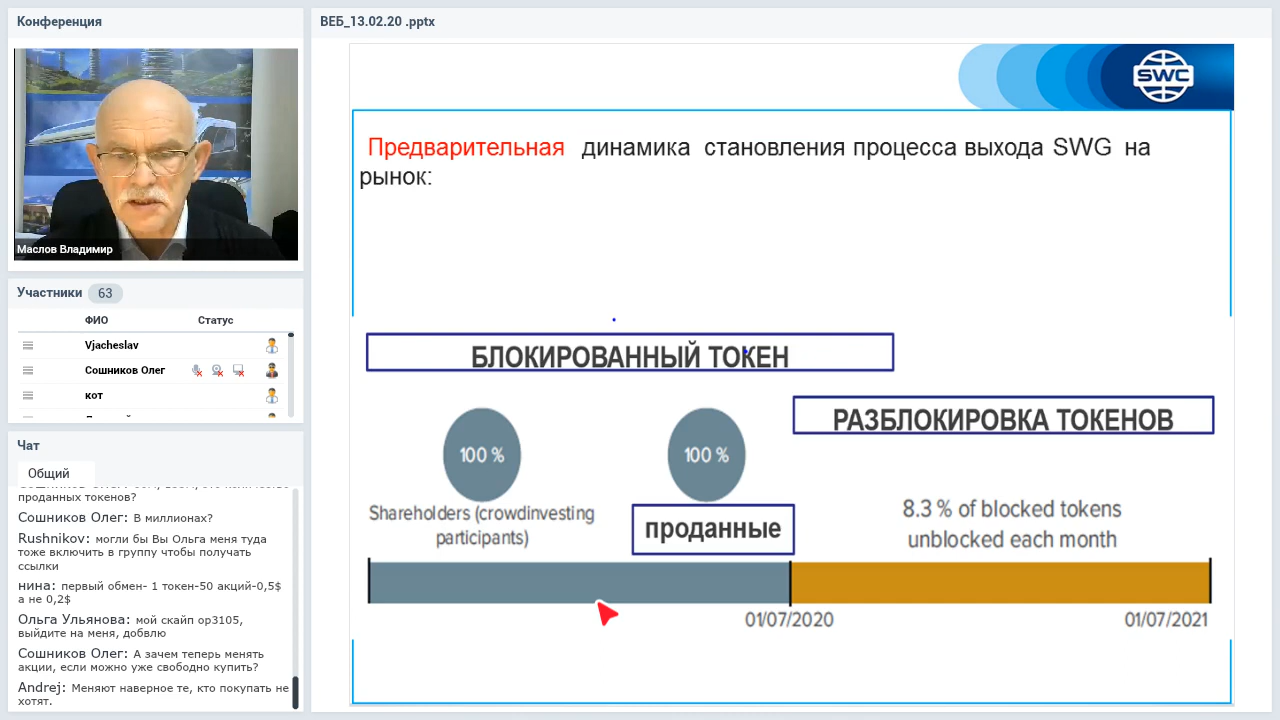 Конференция
Маслов Владимир
Участники 63
ФИО Статус
Vjacheslav
Сошников Олег
кот
Чат
Общий
проданных токенов?
Сошников Олег: В миллионах?
Rushnikov: могли бы Вы Ольга меня туда
тоже включить в группу чтобы получать
ссылки
нина: первый обмен- 1 токен-50 акций-0,5$
а не 0,2$
Ольга Ульянова: мой скайп op3105,
выйдите на меня, добвлю
Сошников Олег: А зачем теперь менять
акции, если можно уже свободно купить?
Andrej: Меняют наверное те, кто покупать не
хотят.
ВЕБ_13.02.20 .pptx
SWC
Предварительная динамика становления процесса выхода SWG на
рынок:
БЛОКИРОВАННЫЙ ТОКЕН
РАЗБЛОКИРОВКА ТОКЕНОВ
100 %
100 %
Shareholders (crowdinvesting
participants)
проданные
8.3 % of blocked tokens
unblocked each month
01/07/2020
01/07/2021